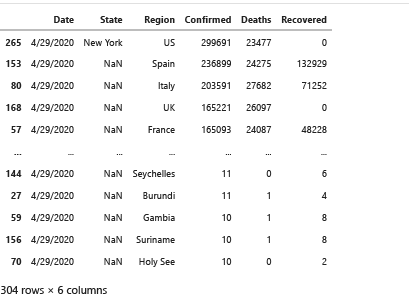 Date State Region Confirmed Deaths Recovered
265 4/29/2020 New York US 299691 23477 0
153 4/29/2020 NaN Spain 236899 24275 132929
80 4/29/2020 NaN Italy 203591 27682 71252
168 4/29/2020 NaN UK 165221 26097 0
57 4/29/2020 NaN France 165093 24087 48228
... ... ... ... ... ... ...
144 4/29/2020 NaN Seychelles 11 0 6
27 4/29/2020 NaN Burundi 11 1 4
59 4/29/2020 NaN Gambia 10 1 8
156 4/29/2020 NaN Suriname 10 1 8
70 4/29/2020 NaN Holy See 10 0 2
304 rows × 6 columns